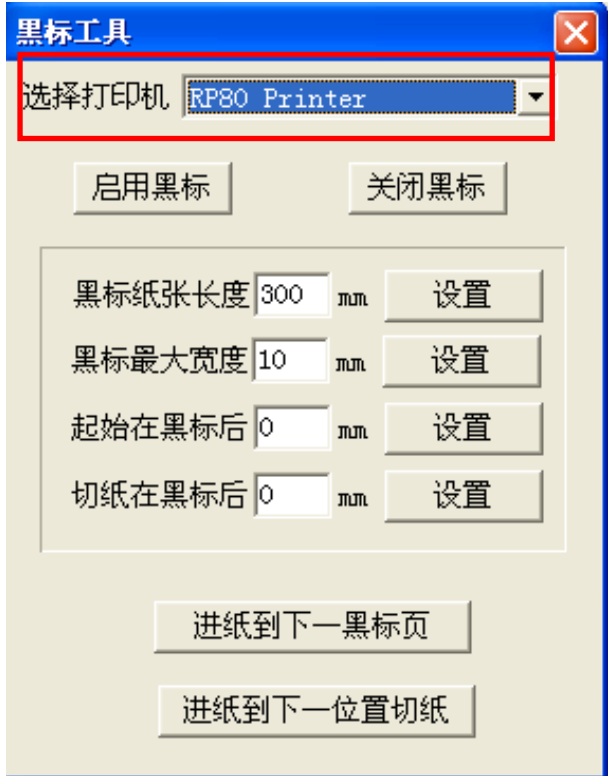 黑标工具
选择打印机 RP80 Printer
启用黑标 关闭黑标
黑标纸张长度 300 mm 设置
黑标最大宽度 10 mm 设置
起始在黑标后 0 mm 设置
切纸在黑标后 0 mm 设置
进纸到下一黑标页
进纸到下一位置切纸